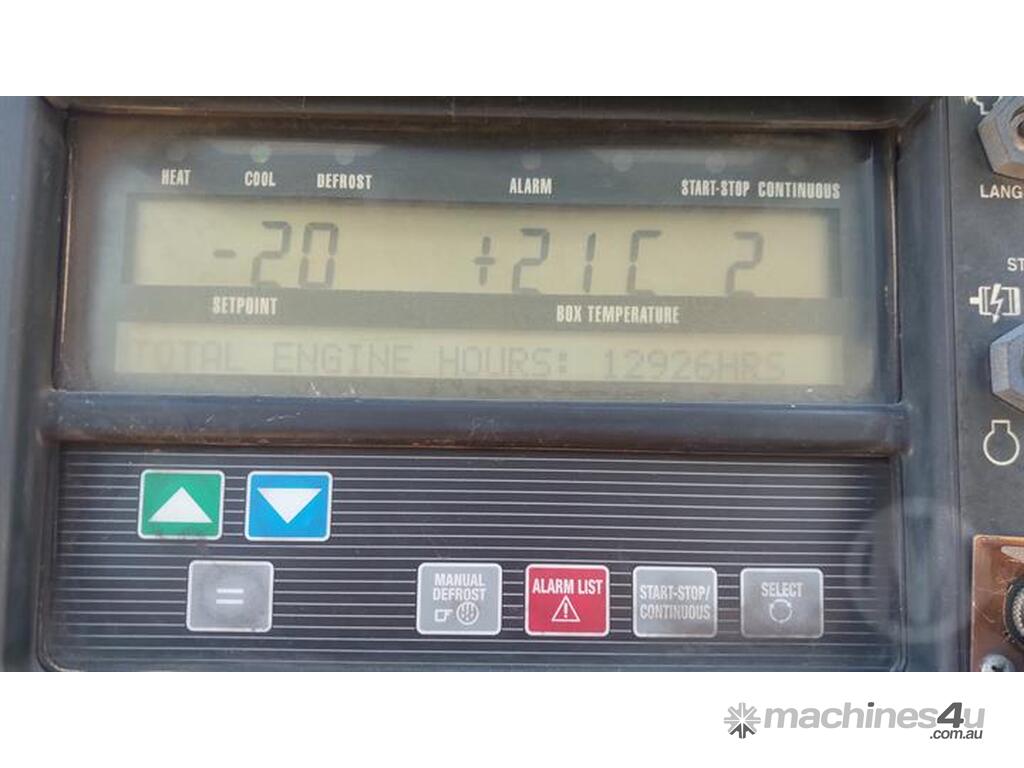 HEAT COOL DEFROST ALARM START-STOP CONTINUOUS
-20 +21C 2
SETPOINT BOX TEMPERATURE
TOTAL ENGINE HOURS: 12926HRS
LANG
ST
MANUAL DEFROST
ALARM LIST
START-STOP/
CONTINUOUS
SELECT
=
machines4u
.com.au